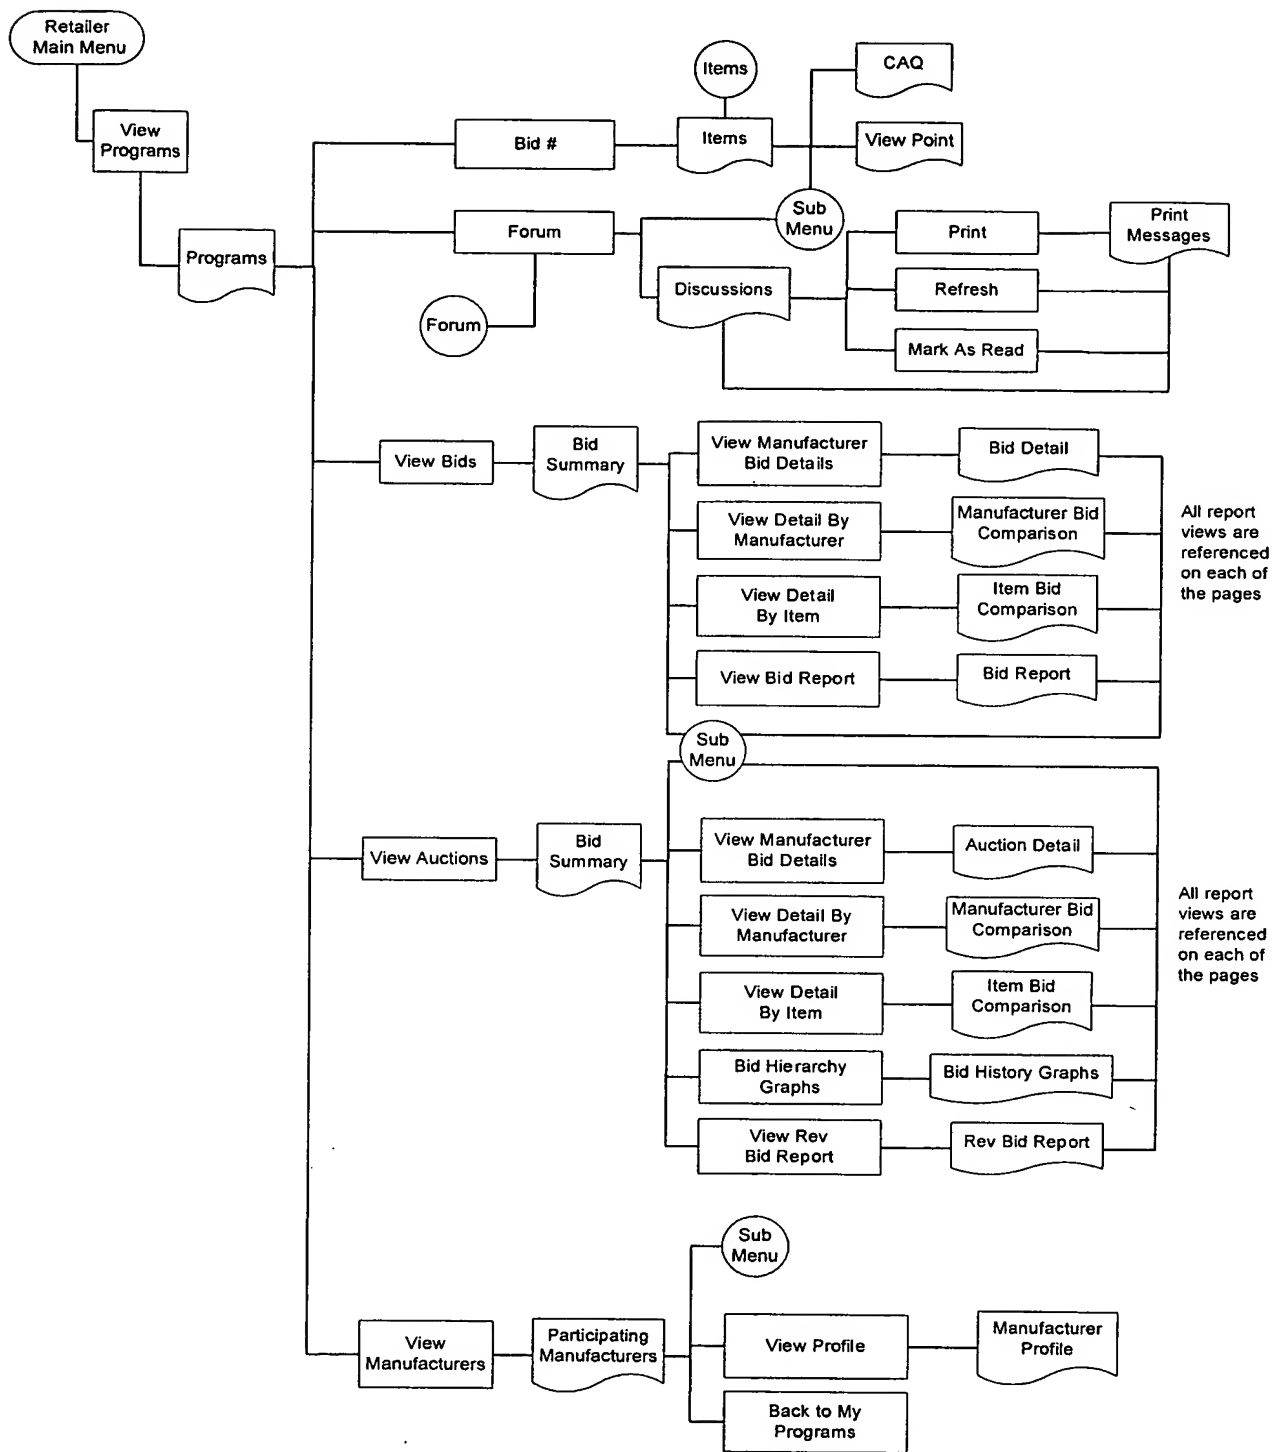 Retailer
Main Menu
View
Programs
Programs
Items
CAQ
Bid #
Items
View Point
Sub
Menu
Forum
Print
Print
Messages
Discussions
Refresh
Forum
Mark As Read
View Bids
Bid
Summary
View Manufacturer
Bid Details
Bid Detail
View Detail By
Manufacturer
Manufacturer Bid
Comparison
View Detail
By Item
Item Bid
Comparison
View Bid Report
Bid Report
All report
views are
referenced
on each of
the pages
Sub
Menu
View Auctions
Bid
Summary
View Manufacturer
Bid Details
Auction Detail
View Detail By
Manufacturer
Manufacturer Bid
Comparison
View Detail
By Item
Item Bid
Comparison
Bid Hierarchy
Graphs
Bid History Graphs
View Rev
Bid Report
Rev Bid Report
All report
views are
referenced
on each of
the pages
Sub
Menu
View
Manufacturers
Participating
Manufacturers
View Profile
Manufacturer
Profile
Back to My
Programs